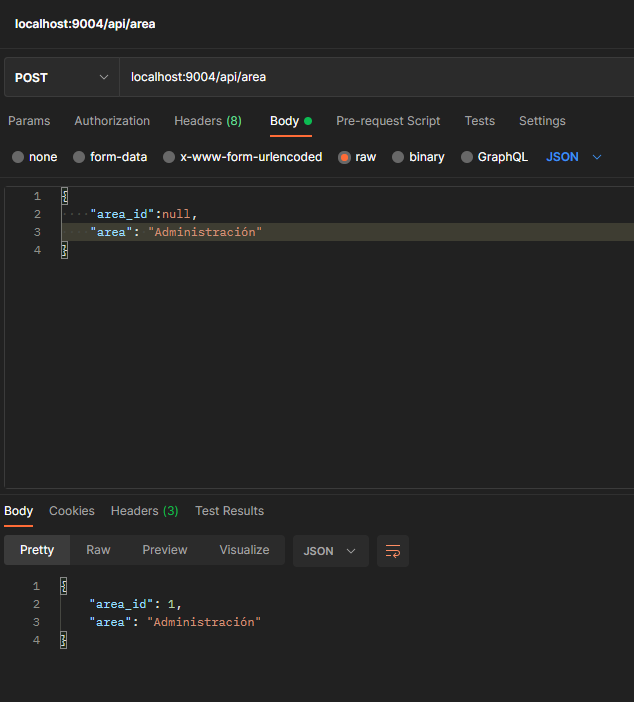 localhost:9004/api/area
POST localhost:9004/api/area
Params Authorization Headers (8) Body Pre-request Script Tests Settings
none form-data x-www-form-urlencoded raw binary GraphQL JSON
1 {
2 ····"area_id":null,
3 ····"area": "Administración"
4 }
Body Cookies Headers (3) Test Results
Pretty Raw Preview Visualize JSON
1 {
2 "area_id": 1,
3 "area": "Administración"
4 }